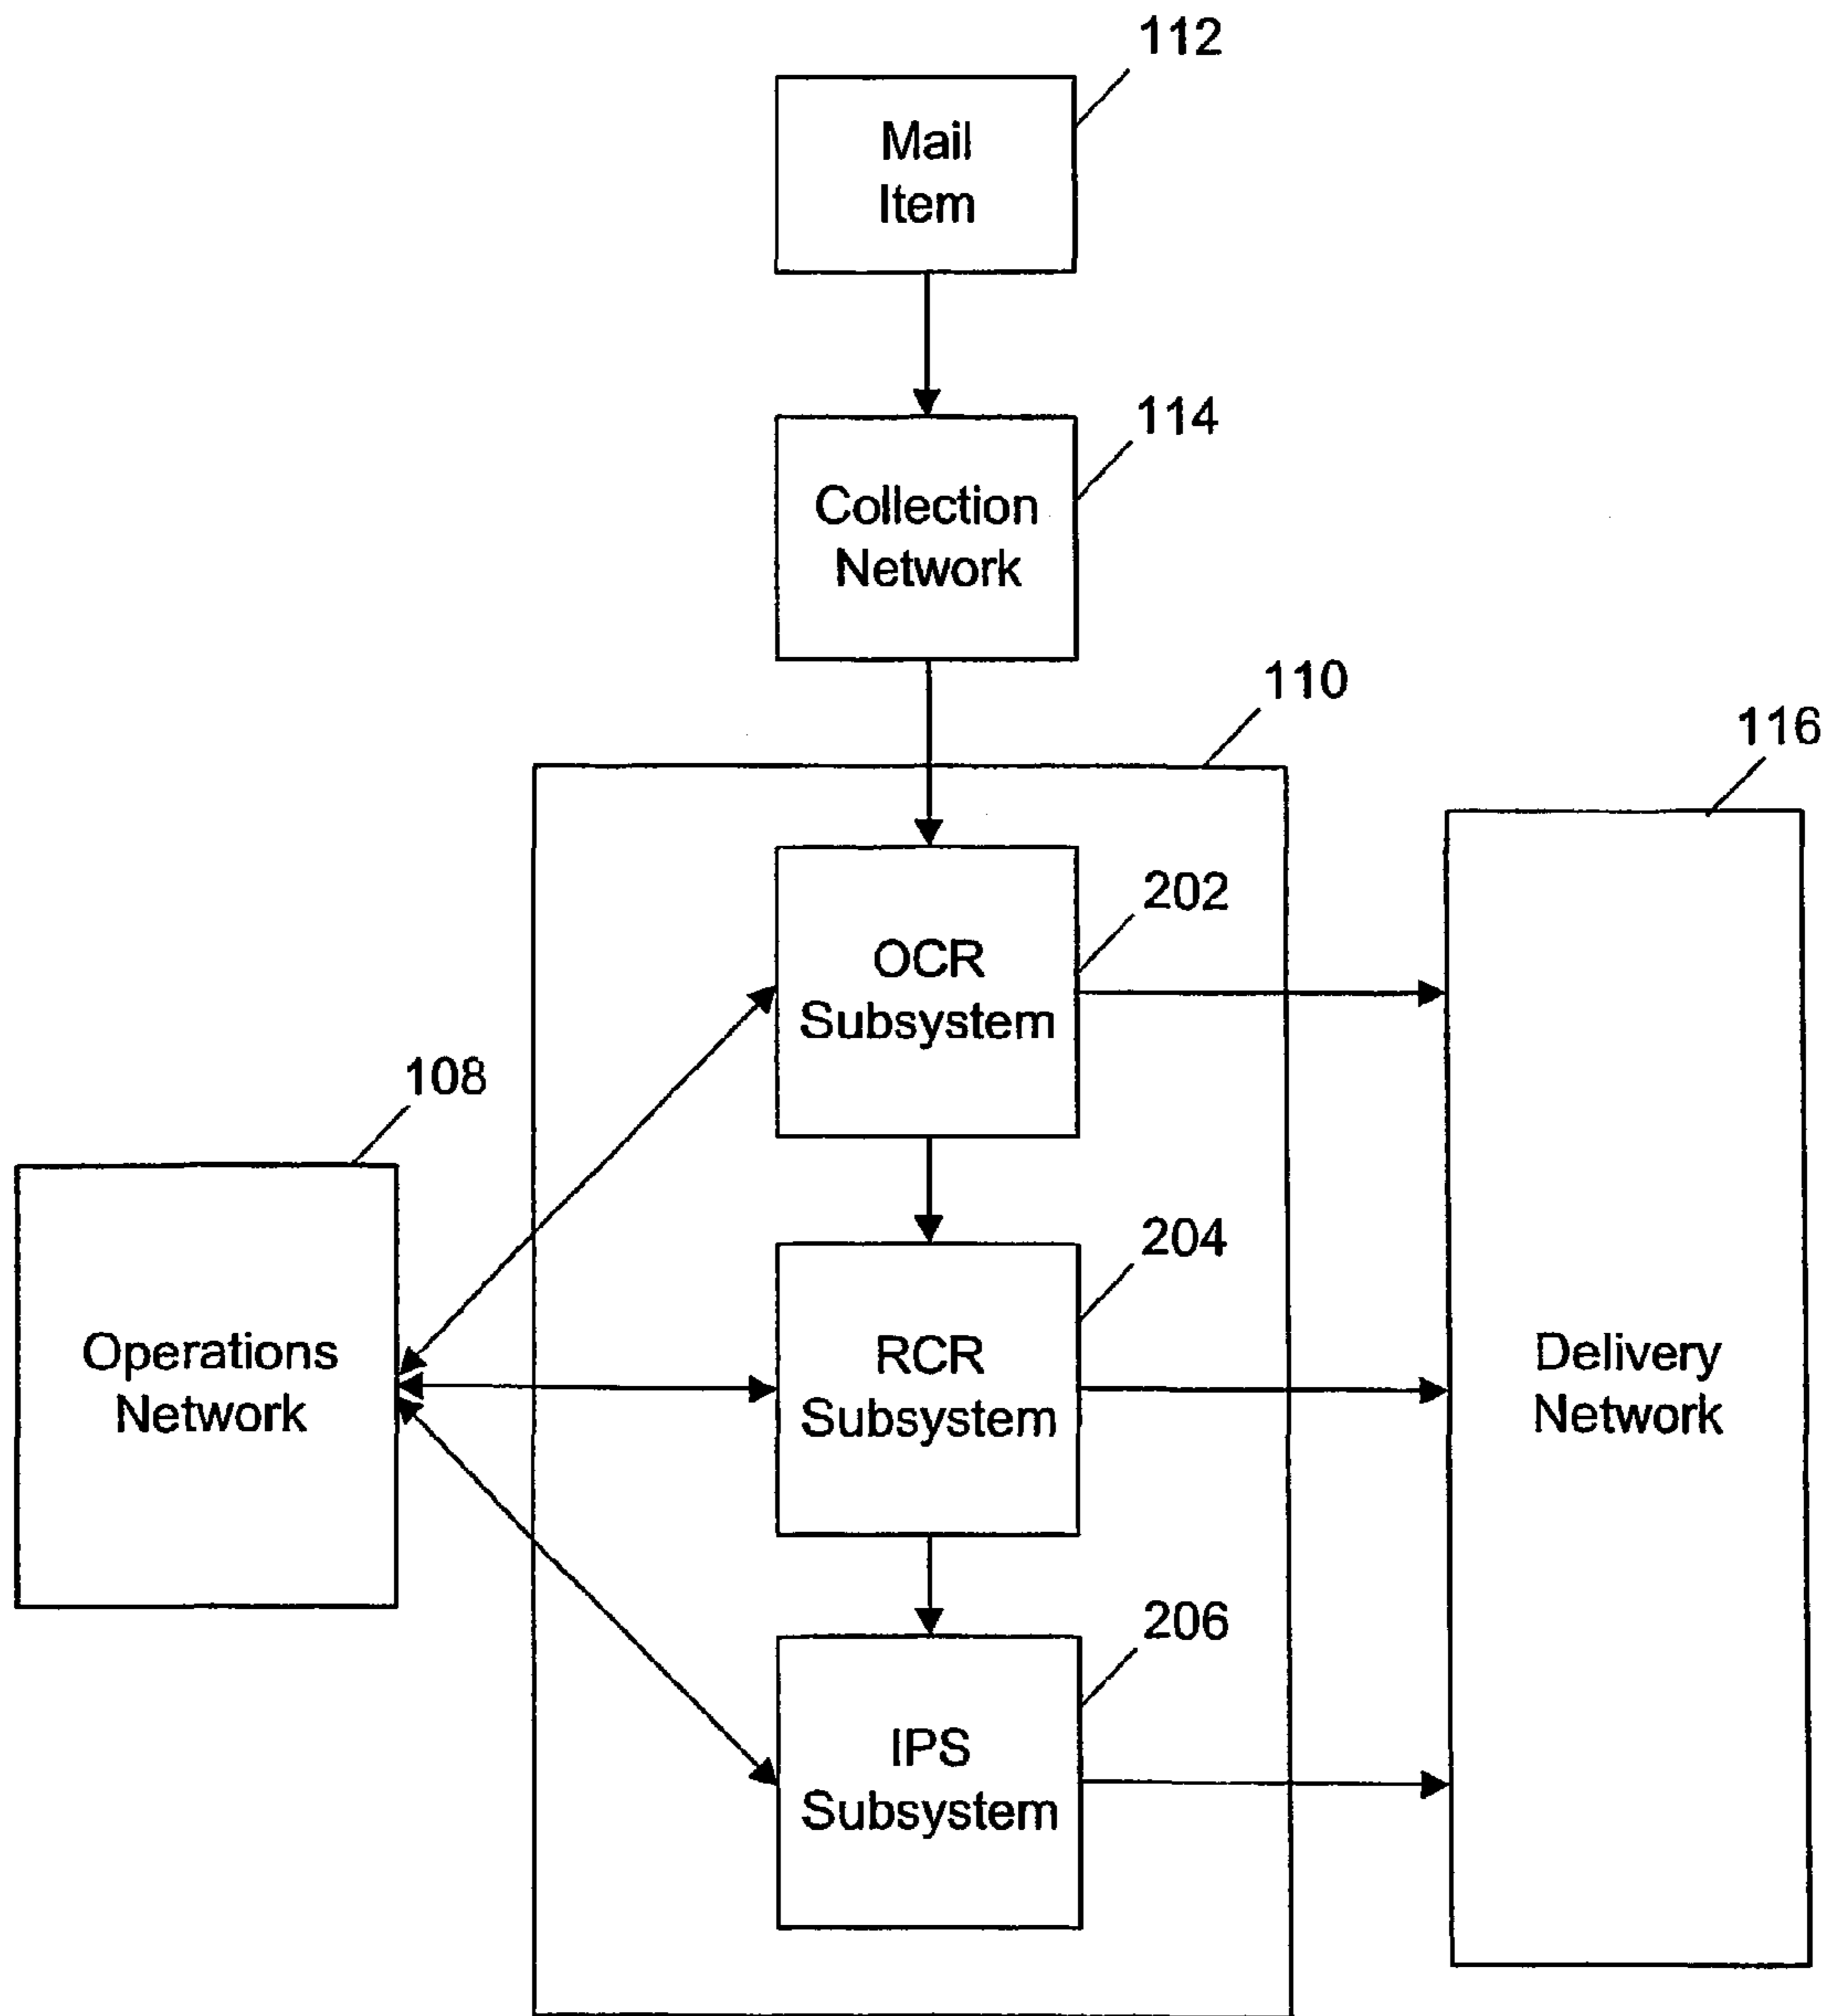 112
Mail
Item
114
Collection
Network
110
116
202
OCR
Subsystem
108
204
Operations
Network
RCR
Subsystem
Delivery
Network
206
IPS
Subsystem